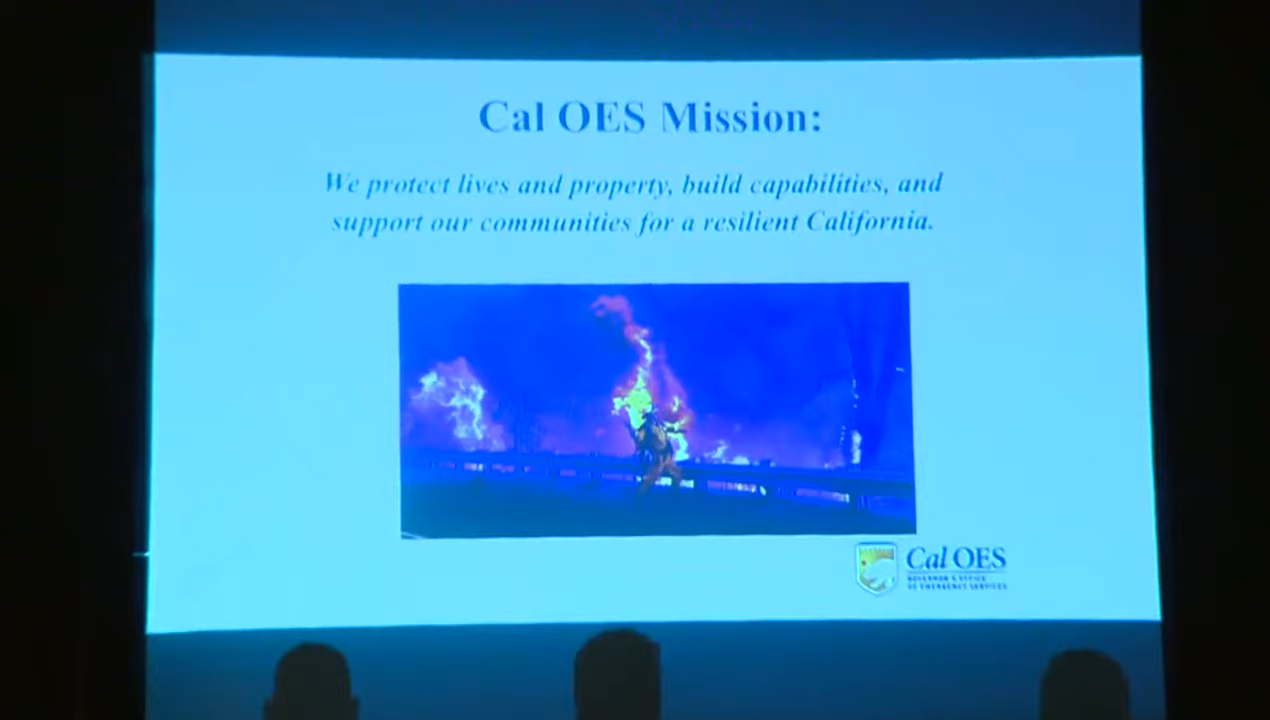 Cal OES Mission:
We protect lives and property, build capabilities, and
support our communities for a resilient California.
Cal OES
GOVERNOR'S OFFICE
OF EMERGENCY SERVICES